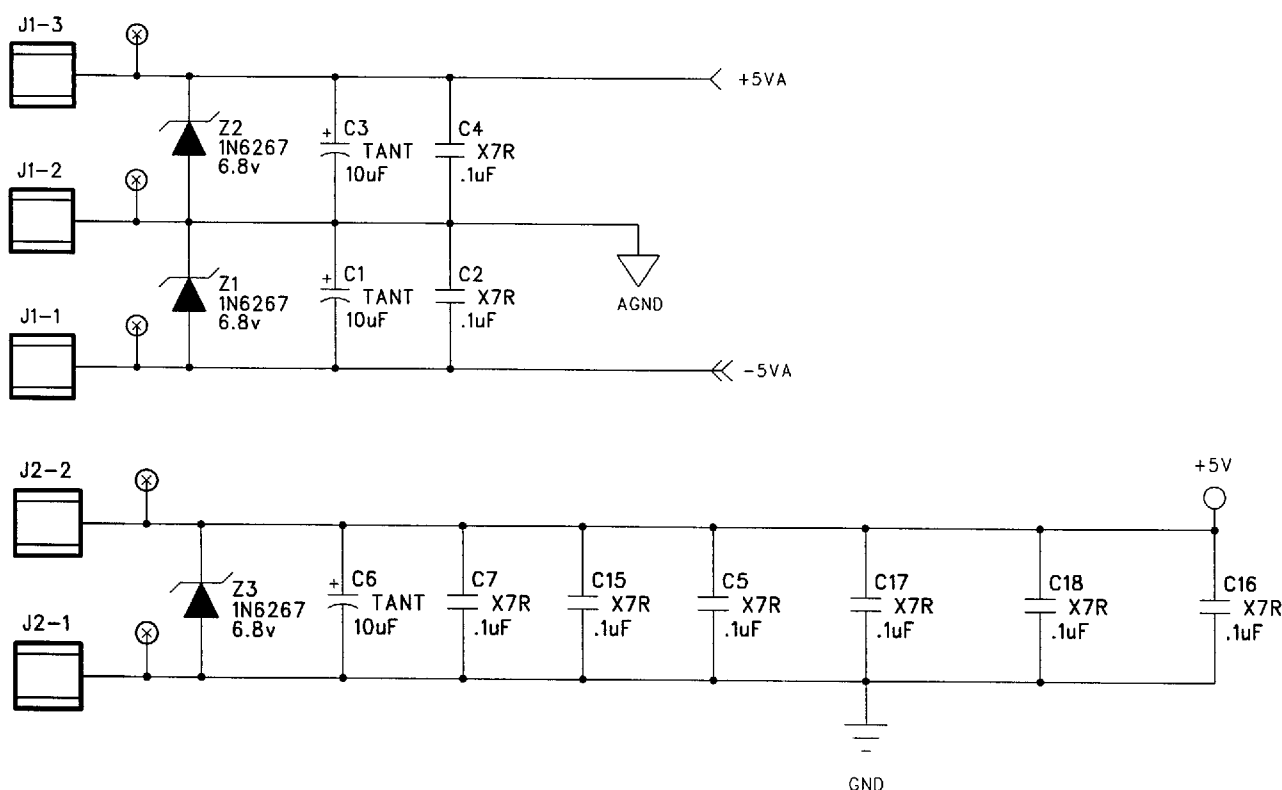 J1-3
+5VA
Z2
1N6267
6.8v
+ C3
TANT
10uF
C4
X7R
.1uF
J1-2
Z1
1N6267
6.8v
+ C1
TANT
10uF
C2
X7R
.1uF
AGND
J1-1
-5VA
J2-2
+5V
Z3
1N6267
6.8v
+ C6
TANT
10uF
C7
X7R
.1uF
C15
X7R
.1uF
C5
X7R
.1uF
C17
X7R
.1uF
C18
X7R
.1uF
C16
X7R
.1uF
J2-1
GND